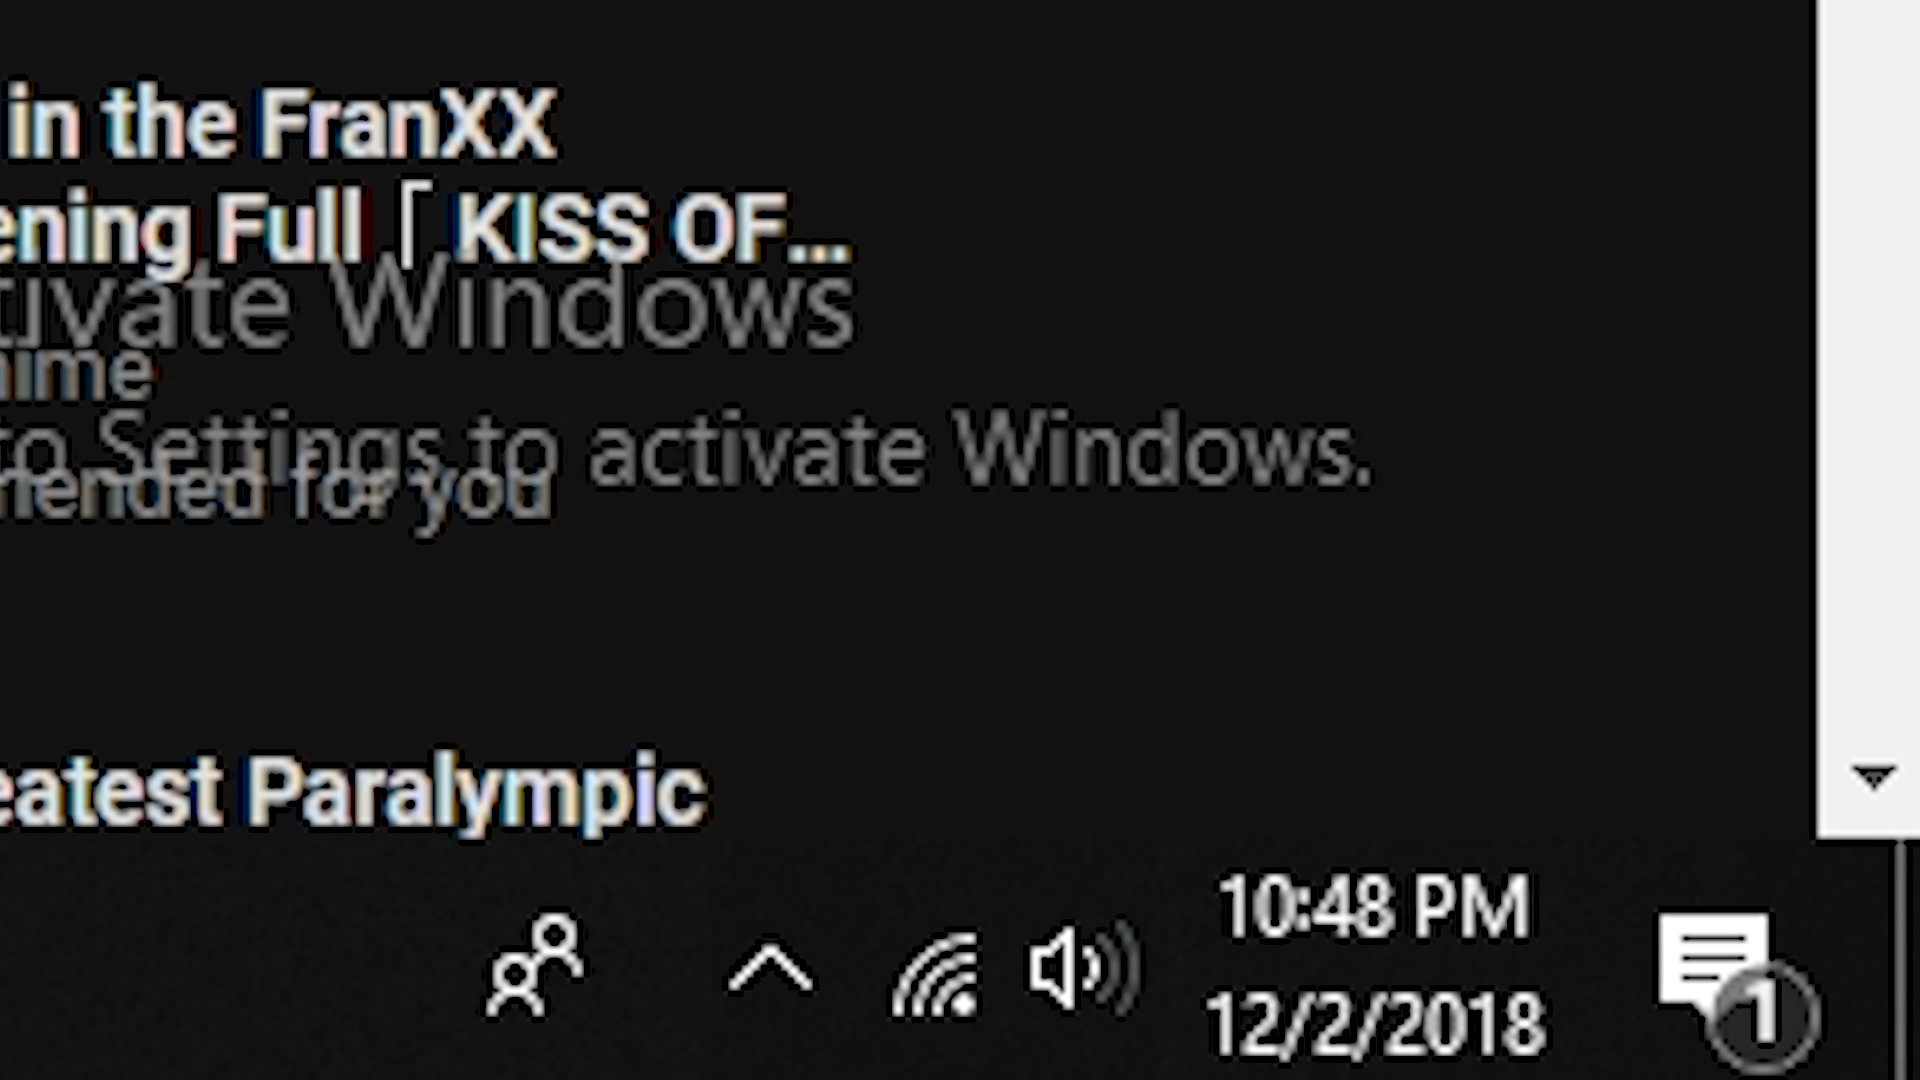 in the FranXX
ening Full「 KISS OF...
tivate Windows
nime
to Settings to activate Windows.
mended for you
eatest Paralympic
10:48 PM
12/2/2018
1